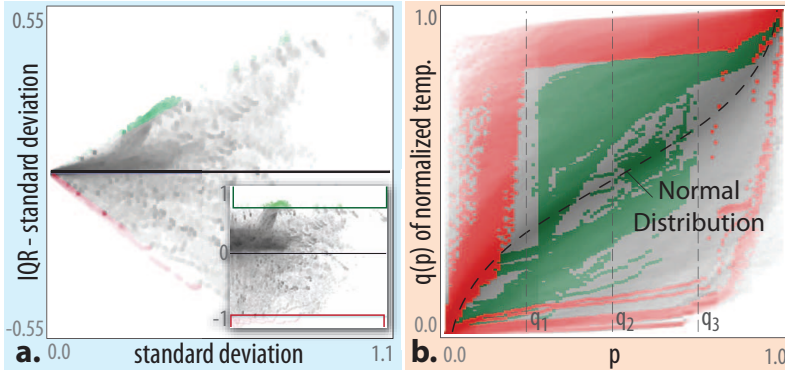 0.55
IQR - standard deviation
-0.55
1
0
-1
a.
0.0
standard deviation
1.1
1.0
q(p) of normalized temp.
0.0
Normal
Distribution
q1
q2
q3
b.
0.0
p
1.0